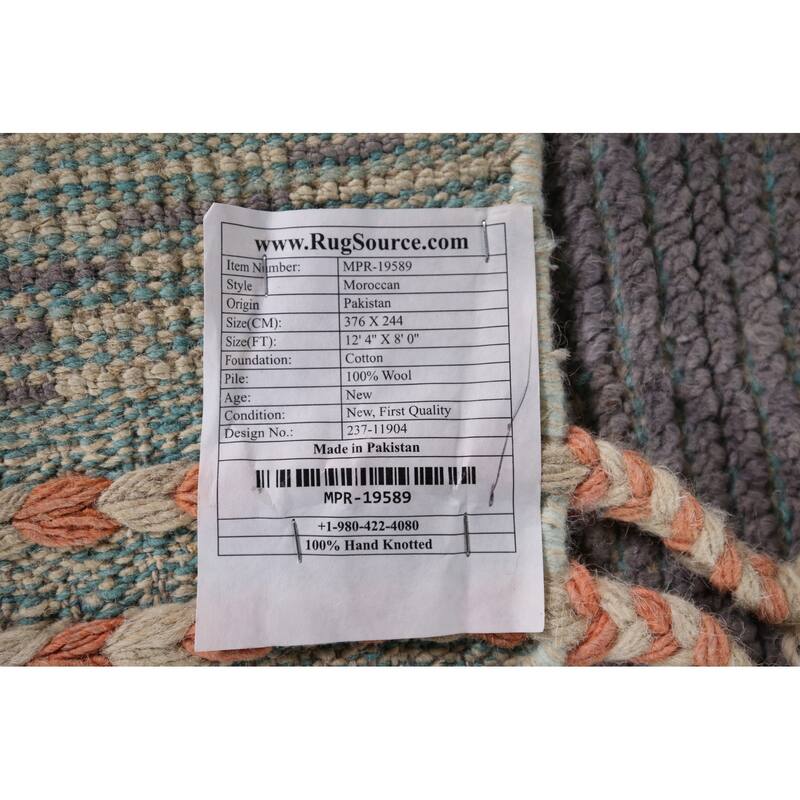 www.RugSource.com
Item Number: MPR-19589
Style Moroccan
Origin Pakistan
Size(CM): 376 X 244
Size(FT): 12' 4" X 8' 0"
Foundation: Cotton
Pile: 100% Wool
Age: New
Condition: New, First Quality
Design No.: 237-11904
Made in Pakistan
MPR-19589
+1-980-422-4080
100% Hand Knotted